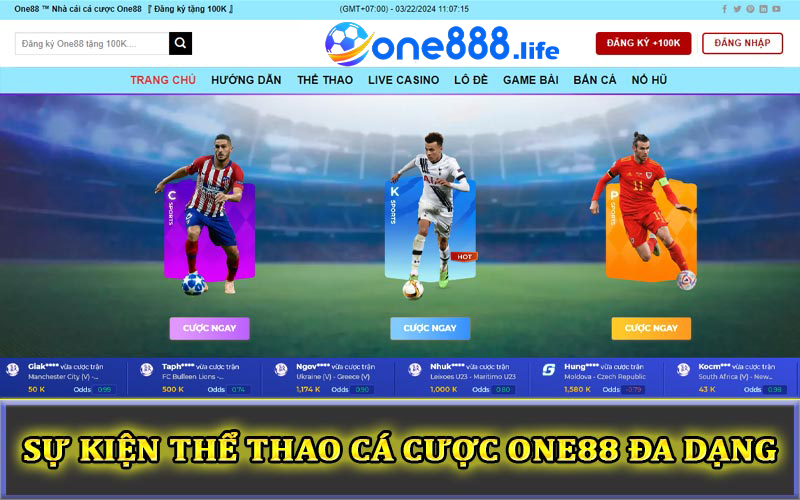 One88 ™ Nhà cái cá cược One88 『 Đăng ký tặng 100K 』
(GMT+07:00) - 03/22/2024 11:07:15
Đăng ký One88 tặng 100K....
one888.life
ĐĂNG KÝ +100K
ĐĂNG NHẬP
TRANG CHỦ HƯỚNG DẪN THỂ THAO LIVE CASINO LÔ ĐỀ GAME BÀI BẮN CÁ NỔ HŨ
C SPORTS
K SPORTS
P SPORTS
HOT
CƯỢC NGAY CƯỢC NGAY CƯỢC NGAY
Giak**** vừa cược trận
Manchester City (V) -...
50 K Odds 0.99
Taph**** vừa cược trận
FC Bulleen Lions -...
500 K Odds 0.74
Ngov**** vừa cược trận
Ukraine (V) - Greece (V)
1,174 K Odds 0.90
Nhuk**** vừa cược trận
Leixoes U23 - Maritimo U23
1,000 K Odds 0.80
Hung**** vừa cược trận
Moldova - Czech Republic
1,580 K Odds -0.79
Kocm**** vừa cược trận
South Africa (V) - New...
43 K Odds 0.98
SỰ KIỆN THỂ THAO CÁ CƯỢC ONE88 ĐA DẠNG